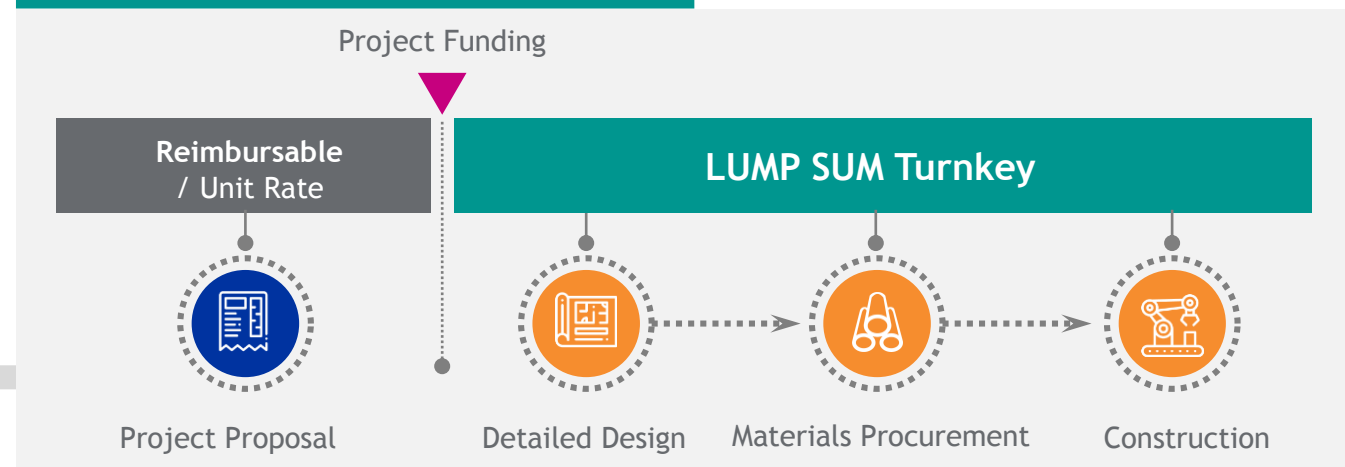 Project Funding
Reimbursable
/ Unit Rate
LUMP SUM Turnkey
Project Proposal
Detailed Design
Materials Procurement
Construction